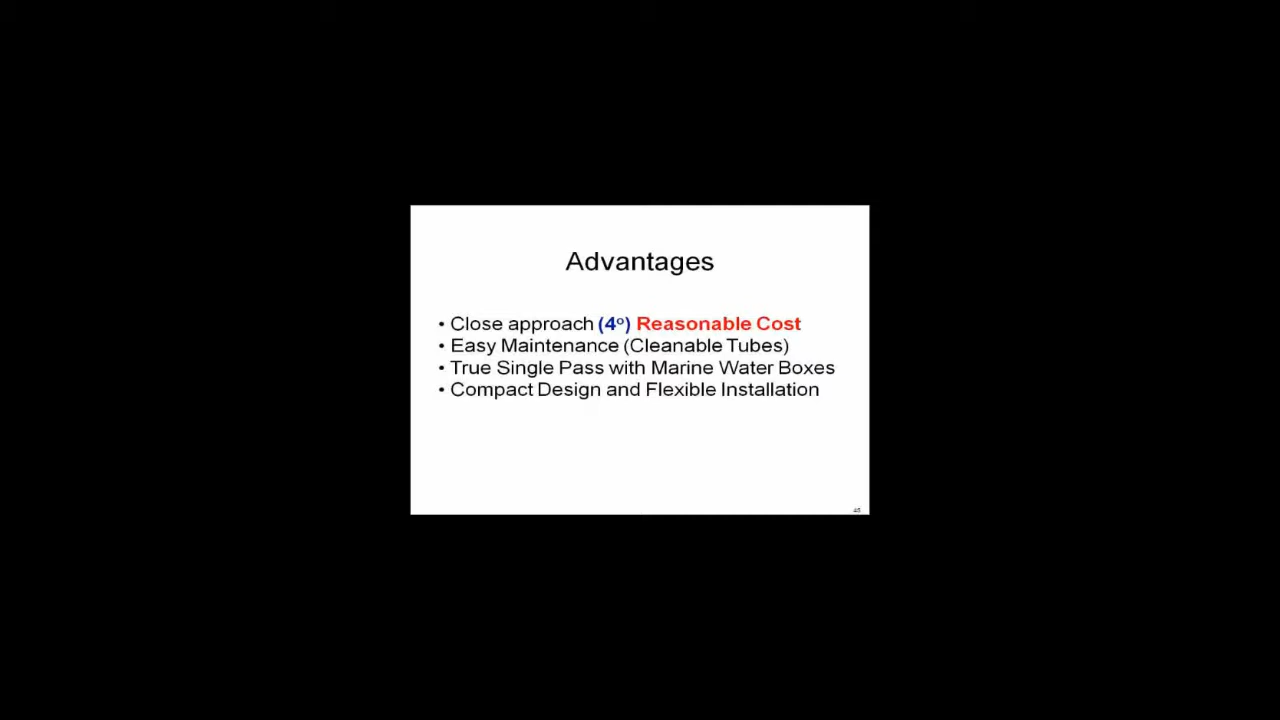 Advantages
• Close approach (4º) Reasonable Cost
• Easy Maintenance (Cleanable Tubes)
• True Single Pass with Marine Water Boxes
• Compact Design and Flexible Installation